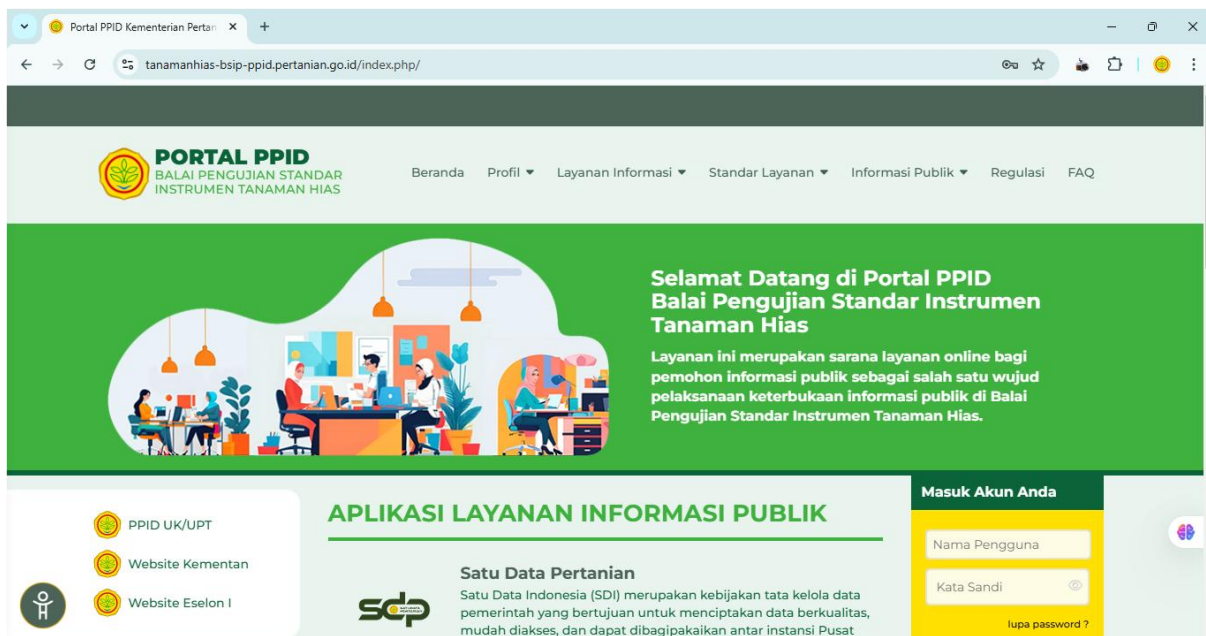 Portal PPID Kementerian Pertan
tanamanhias-bsip-ppid.pertanian.go.id/index.php/
PORTAL PPID
BALAI PENGUJIAN STANDAR
INSTRUMEN TANAMAN HIAS
Beranda Profil Layanan Informasi Standar Layanan Informasi Publik Regulasi FAQ
Selamat Datang di Portal PPID
Balai Pengujian Standar Instrumen
Tanaman Hias
Layanan ini merupakan sarana layanan online bagi
pemohon informasi publik sebagai salah satu wujud
pelaksanaan keterbukaan informasi publik di Balai
Pengujian Standar Instrumen Tanaman Hias.
PPID UK/UPT
Website Kementan
Website Eselon I
APLIKASI LAYANAN INFORMASI PUBLIK
sdp
Satu Data Pertanian
Satu Data Indonesia (SDI) merupakan kebijakan tata kelola data
pemerintah yang bertujuan untuk menciptakan data berkualitas,
mudah diakses, dan dapat dibagipakaikan antar instansi Pusat
Masuk Akun Anda
Nama Pengguna
Kata Sandi
lupa password ?